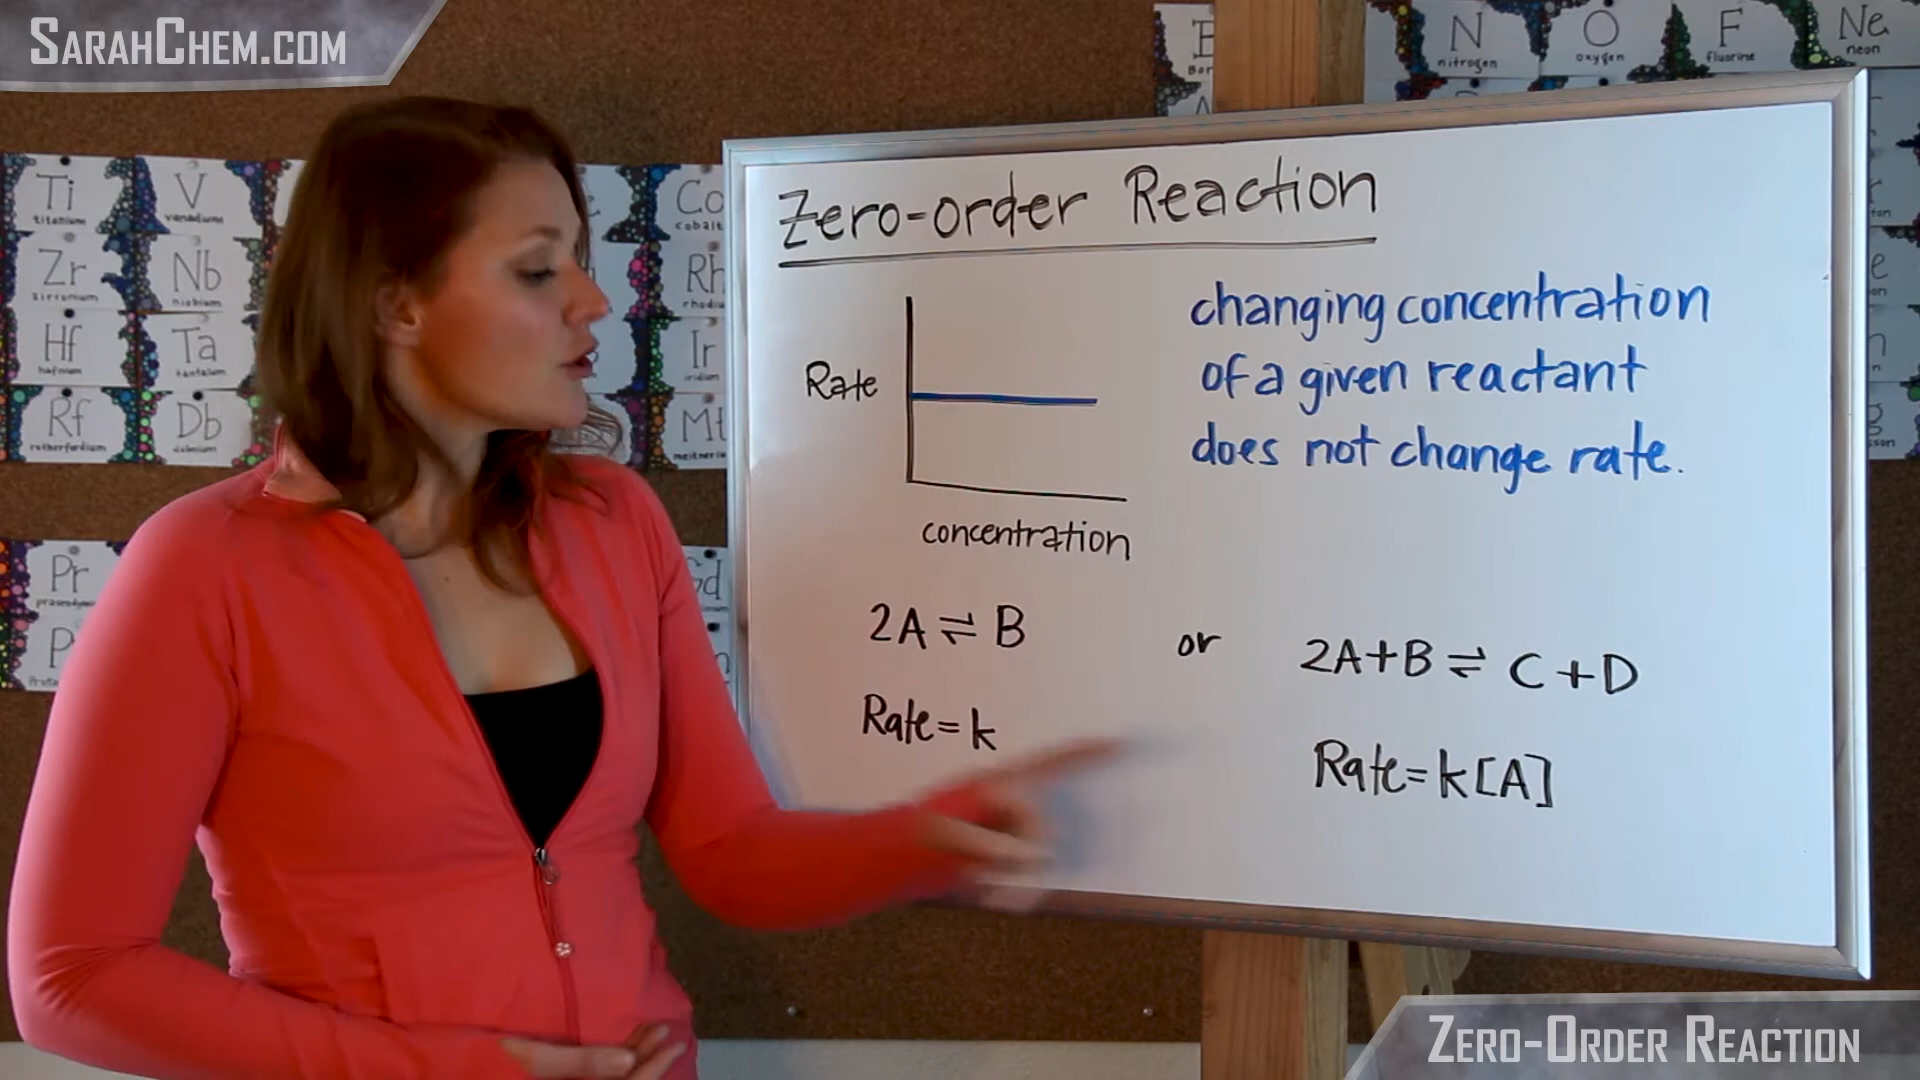 SARAHCHEM.COM
N
nitrogen
O
oxygen
F
fluorine
Ne
neon
Ti
titanium
V
vanadium
Co
cobalt
Zr
zirconium
Nb
niobium
Rh
Hf
hafnium
Ta
tantalum
Ir
iridium
Rf
rutherfordium
Db
dubnium
Mt
Pr
Gd
Zero-order Reaction
Rate
concentration
changing concentration
of a given reactant
does not change rate.
2A ⇌ B
or
2A+B ⇌ C+D
Rate = k
Rate = k[A]
ZERO-ORDER REACTION